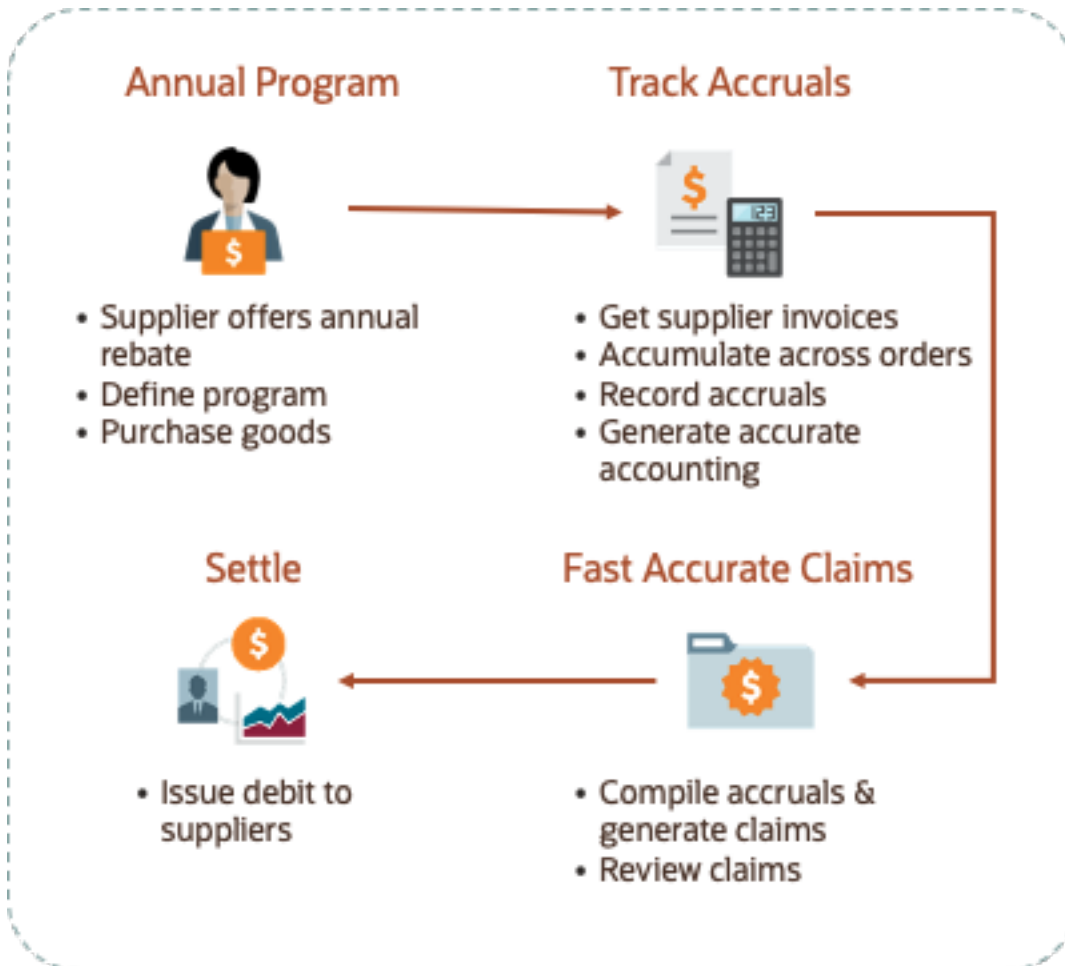 Annual Program
$
• Supplier offers annual
rebate
• Define program
• Purchase goods
Track Accruals
$
123
• Get supplier invoices
• Accumulate across orders
• Record accruals
• Generate accurate
accounting
Fast Accurate Claims
$
• Compile accruals &
generate claims
• Review claims
Settle
$
• Issue debit to
suppliers